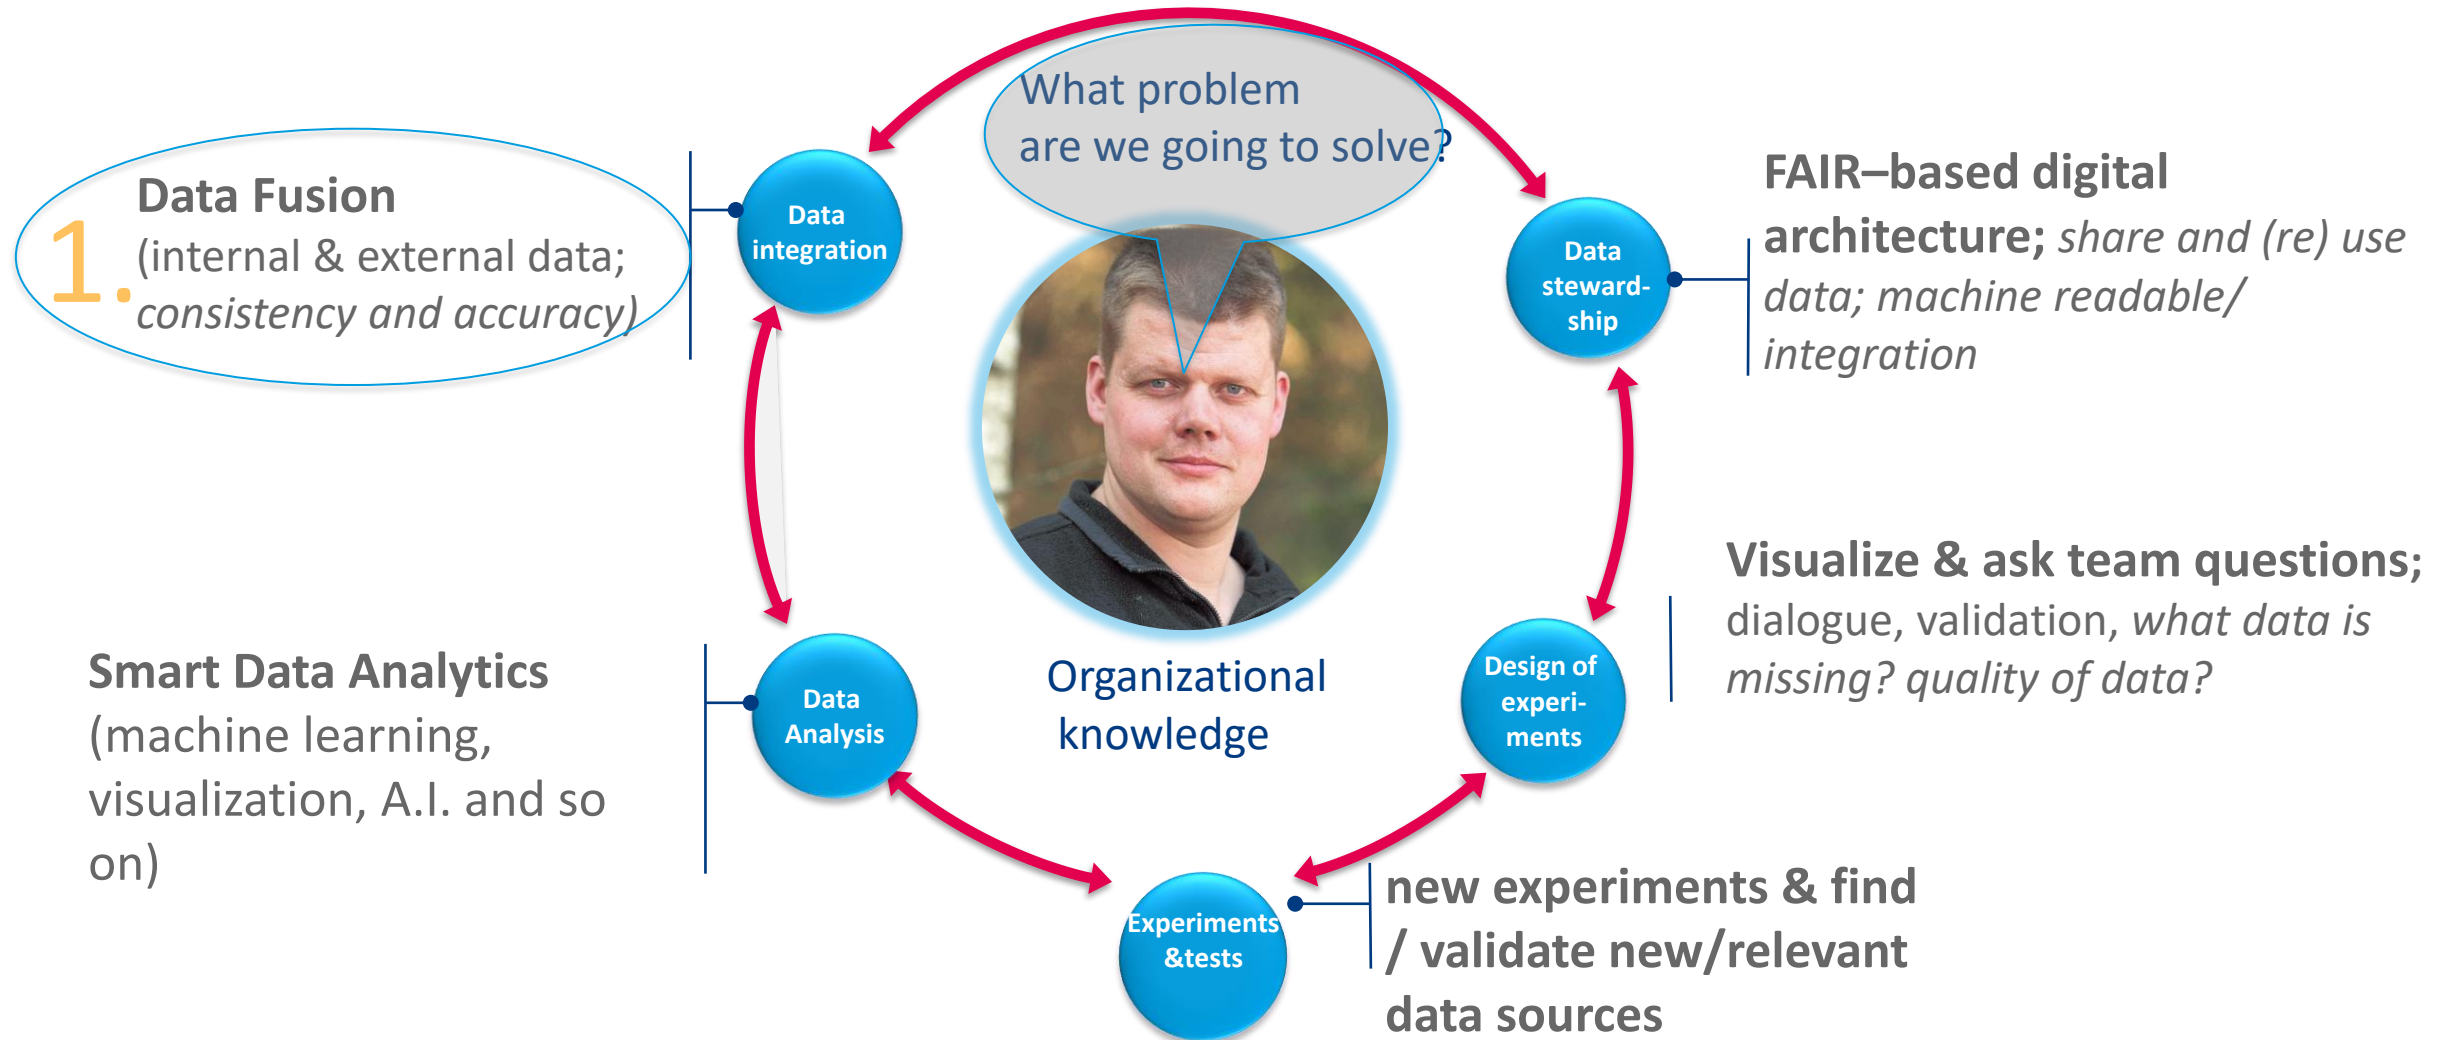 What problem
are we going to solve?
1.
Data Fusion
(internal & external data;
consistency and accuracy)
Data
integration
FAIR–based digital
architecture; share and (re) use
data; machine readable/
integration
Data
steward-
ship
Visualize & ask team questions;
dialogue, validation, what data is
missing? quality of data?
Design of
experi-
ments
Organizational
knowledge
Smart Data Analytics
(machine learning,
visualization, A.I. and so
on)
Data
Analysis
Experiments
&tests
new experiments & find
/ validate new/relevant
data sources